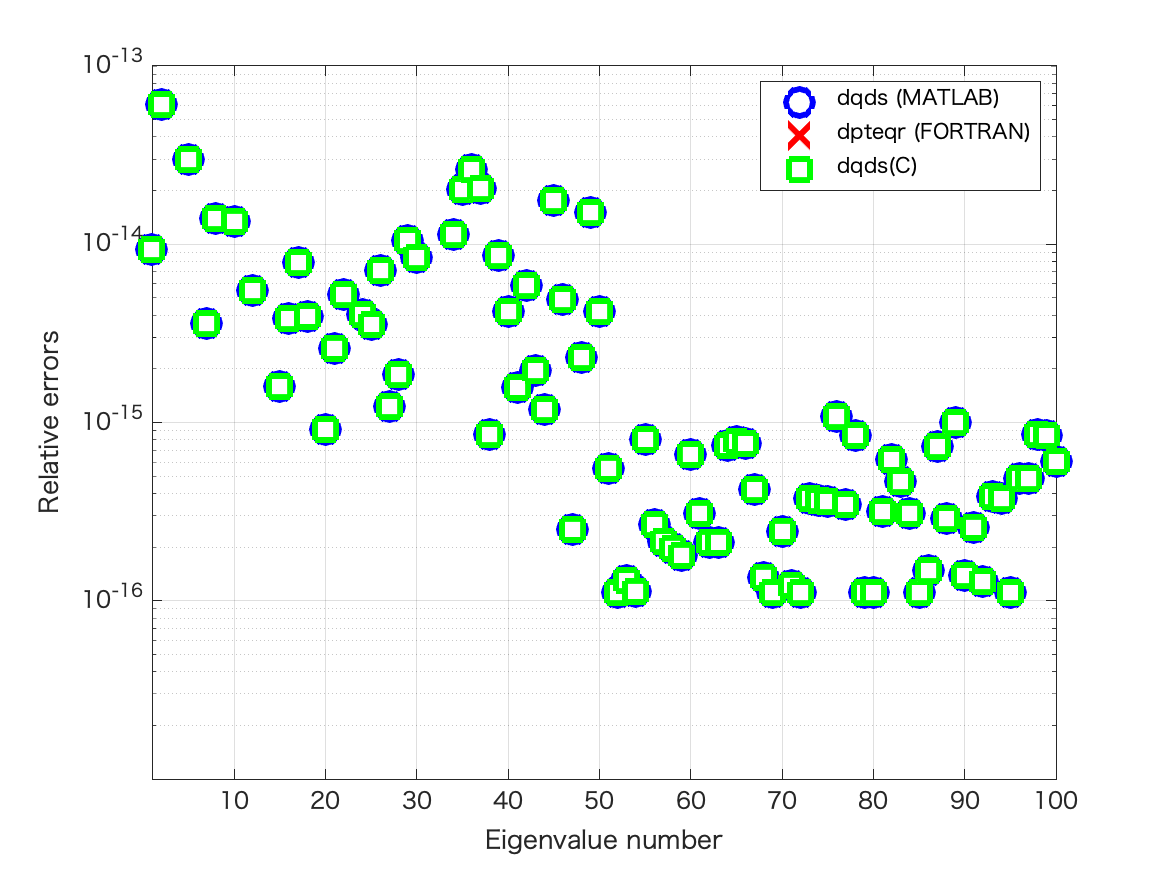 10-13
10-14
10-15
10-16
Relative errors
dqds (MATLAB)
dpteqr (FORTRAN)
dqds(C)
10 20 30 40 50 60 70 80 90 100
Eigenvalue number